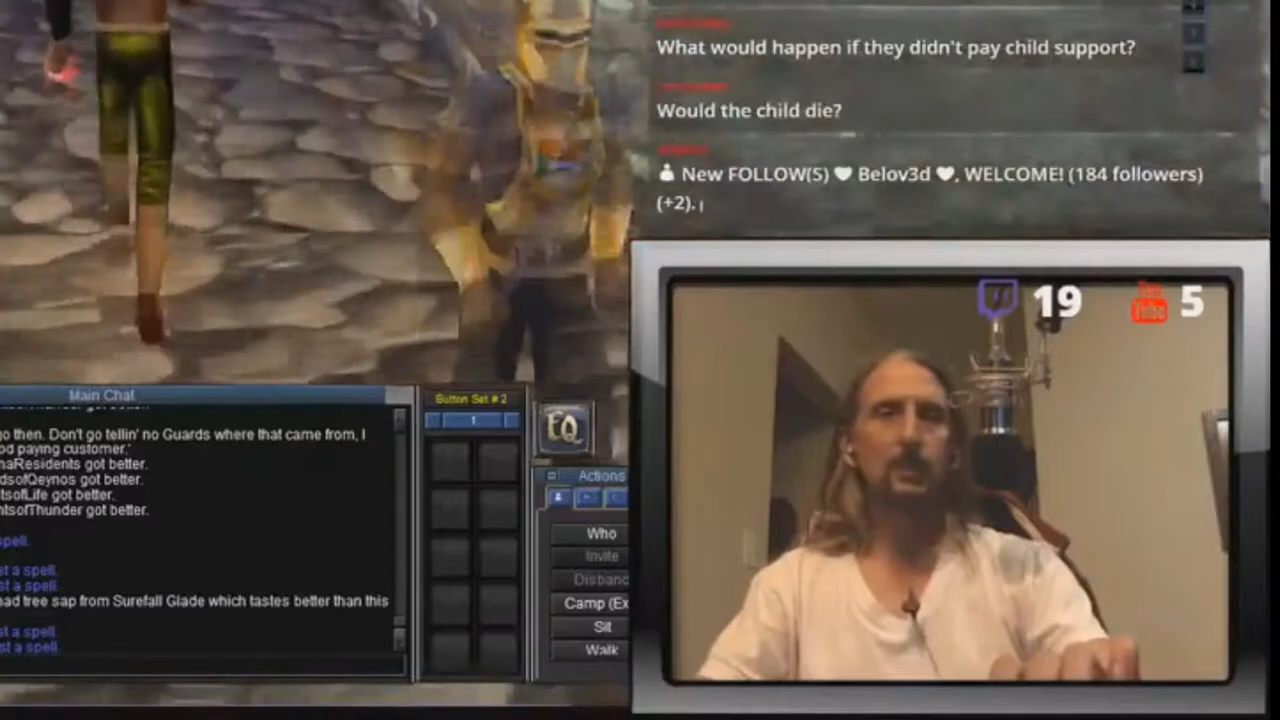 What would happen if they didn't pay child support?
Would the child die?
New FOLLOW(S) ♥ Belov3d ♥, WELCOME! (184 followers)
(+2).
19
You
Tube
5
Main Chat
go then. Don't go tellin' no Guards where that came from, I
od paying customer.'
naResidents got better.
dsofQeynos got better.
tsofLife got better.
ntsofThunder got better.
spell.
st a spell.
st a spell.
had tree sap from Surefall Glade which tastes better than this
st a spell.
st a spell.
Button Set # 2
1
EQ
Actions
Who
Invite
Disband
Camp (Ex
Sit
Walk